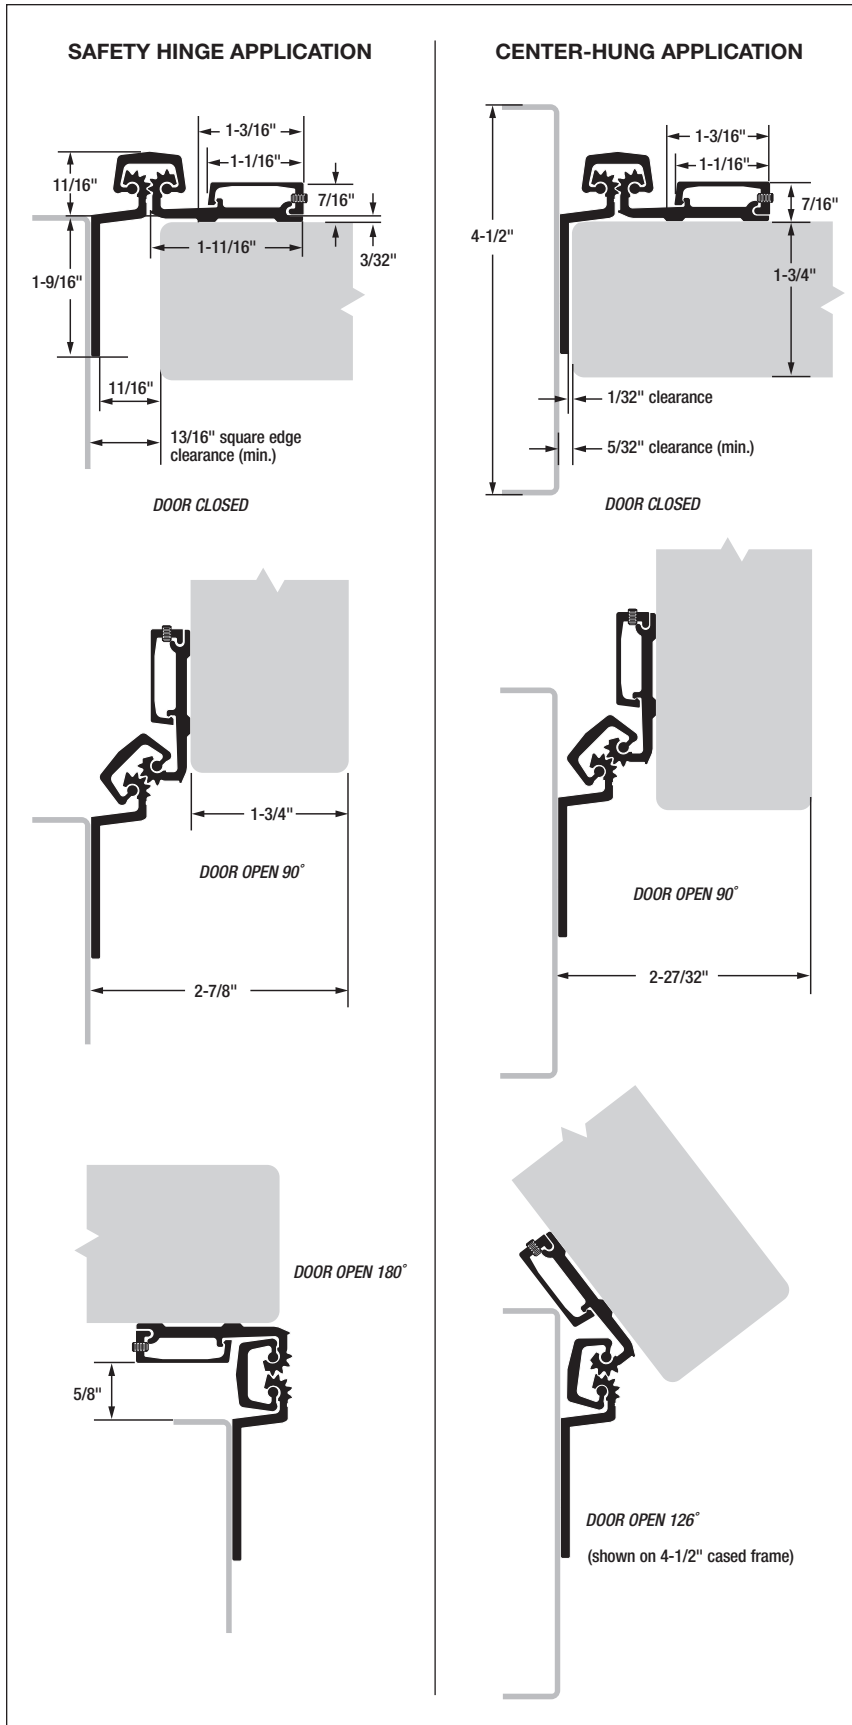 SAFETY HINGE APPLICATION
1-3/16"
1-1/16"
11/16"
7/16"
1-11/16"
3/32"
1-9/16"
11/16"
13/16" square edge
clearance (min.)
DOOR CLOSED
1-3/4"
DOOR OPEN 90°
2-7/8"
DOOR OPEN 180°
5/8"
CENTER-HUNG APPLICATION
1-3/16"
1-1/16"
7/16"
4-1/2"
1-3/4"
1/32" clearance
5/32" clearance (min.)
DOOR CLOSED
DOOR OPEN 90°
2-27/32"
DOOR OPEN 126°
(shown on 4-1/2" cased frame)